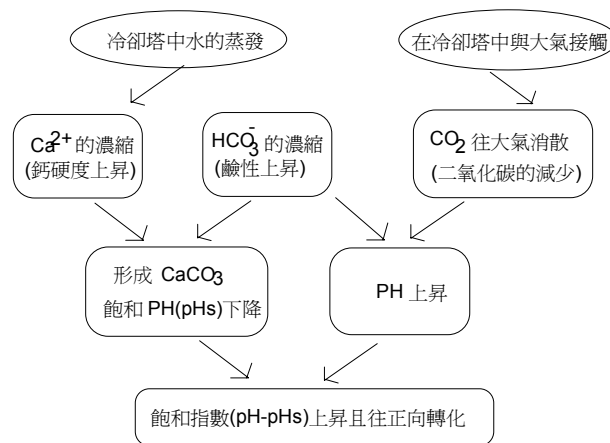 冷卻塔中水的蒸發
在冷卻塔中與大氣接觸
Ca2+ 的濃縮
(鈣硬度上昇)
HCO3- 的濃縮
(鹼性上昇)
CO2 往大氣消散
(二氧化碳的減少)
形成 CaCO3
飽和 PH(pHs)下降
PH 上昇
飽和指數(pH-pHs)上昇且往正向轉化